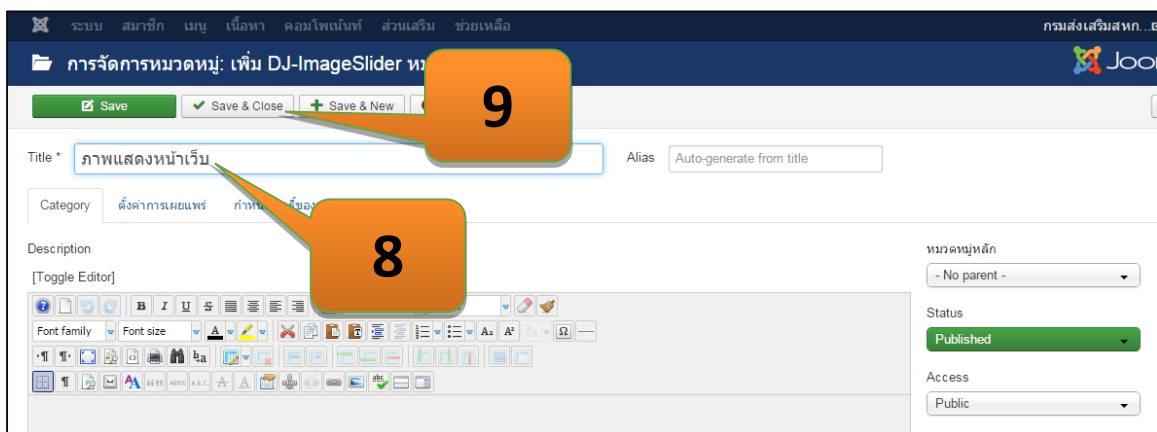 ระบบ สมาชิก เมนู เนื้อหา คอมโพเน้นท์ ส่วนเสริม ช่วยเหลือ กรมส่งเสริมสหก...
การจัดการหมวดหมู่: เพิ่ม DJ-ImageSlider
Save Save & Close Save & New
9
Title * ภาพแสดงหน้าเว็บ Alias Auto-generate from title
Category ตั้งค่าการเผยแพร่
8
Description หมวดหมู่หลัก
[Toggle Editor] - No parent -
Status
Font family Font size
Published
Access
Public